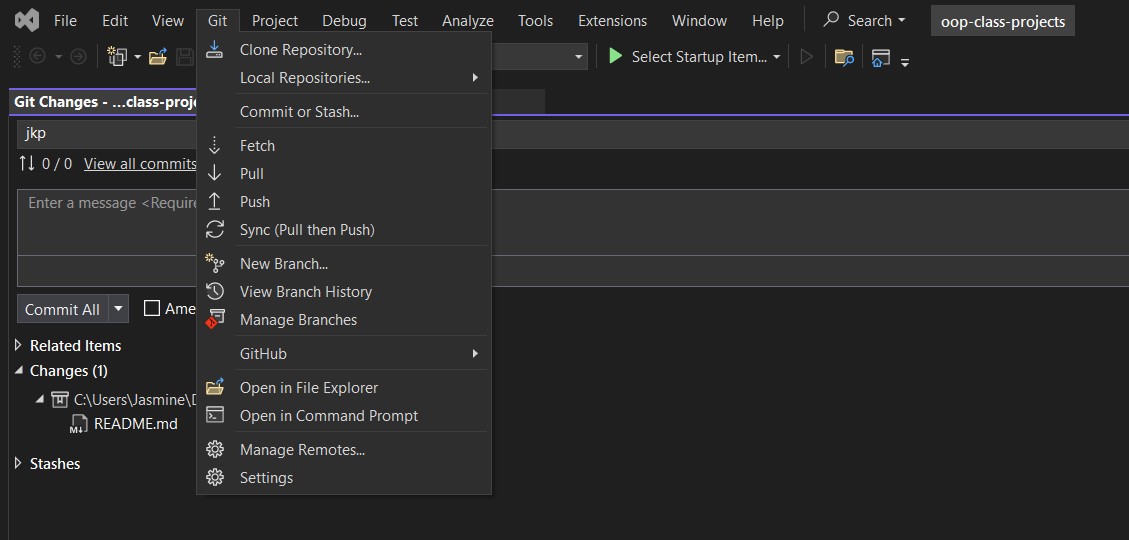 File Edit View Git Project Debug Test Analyze Tools Extensions Window Help Search oop-class-projects
Clone Repository...
Select Startup Item...
Local Repositories...
Git Changes - ...class-proje
Commit or Stash...
jkp
Fetch
0 / 0 View all commits
Pull
Enter a message <Require
Push
Sync (Pull then Push)
New Branch...
View Branch History
Commit All Ame
Manage Branches
Related Items
GitHub
Changes (1)
Open in File Explorer
C:\Users\Jasmine\D
Open in Command Prompt
M↓ README.md
Manage Remotes...
Stashes
Settings